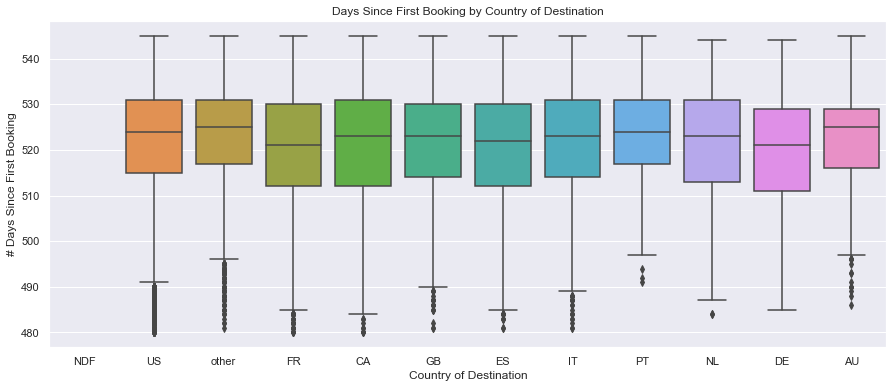 Days Since First Booking by Country of Destination
# Days Since First Booking
540
530
520
510
500
490
480
NDF US other FR CA GB ES IT PT NL DE AU
Country of Destination